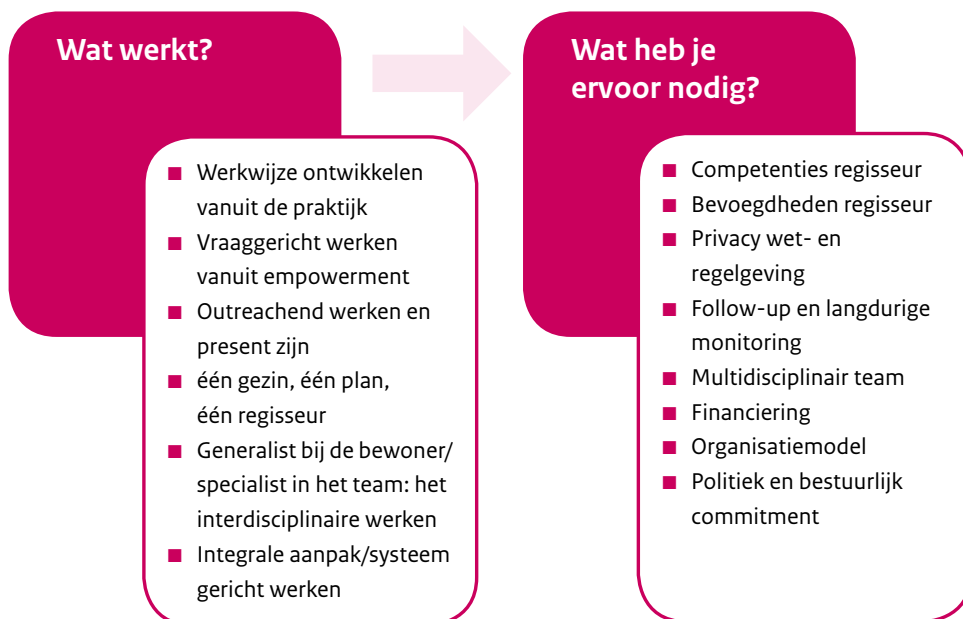 Wat werkt?
■ Werkwijze ontwikkelen
vanuit de praktijk
■ Vraaggericht werken
vanuit empowerment
■ Outreachend werken en
present zijn
■ één gezin, één plan,
één regisseur
■ Generalist bij de bewoner/
specialist in het team: het
interdisciplinaire werken
■ Integrale aanpak/systeem
gericht werken
Wat heb je
ervoor nodig?
■ Competenties regisseur
■ Bevoegdheden regisseur
■ Privacy wet- en
regelgeving
■ Follow-up en langdurige
monitoring
■ Multidisciplinair team
■ Financiering
■ Organisatiemodel
■ Politiek en bestuurlijk
commitment